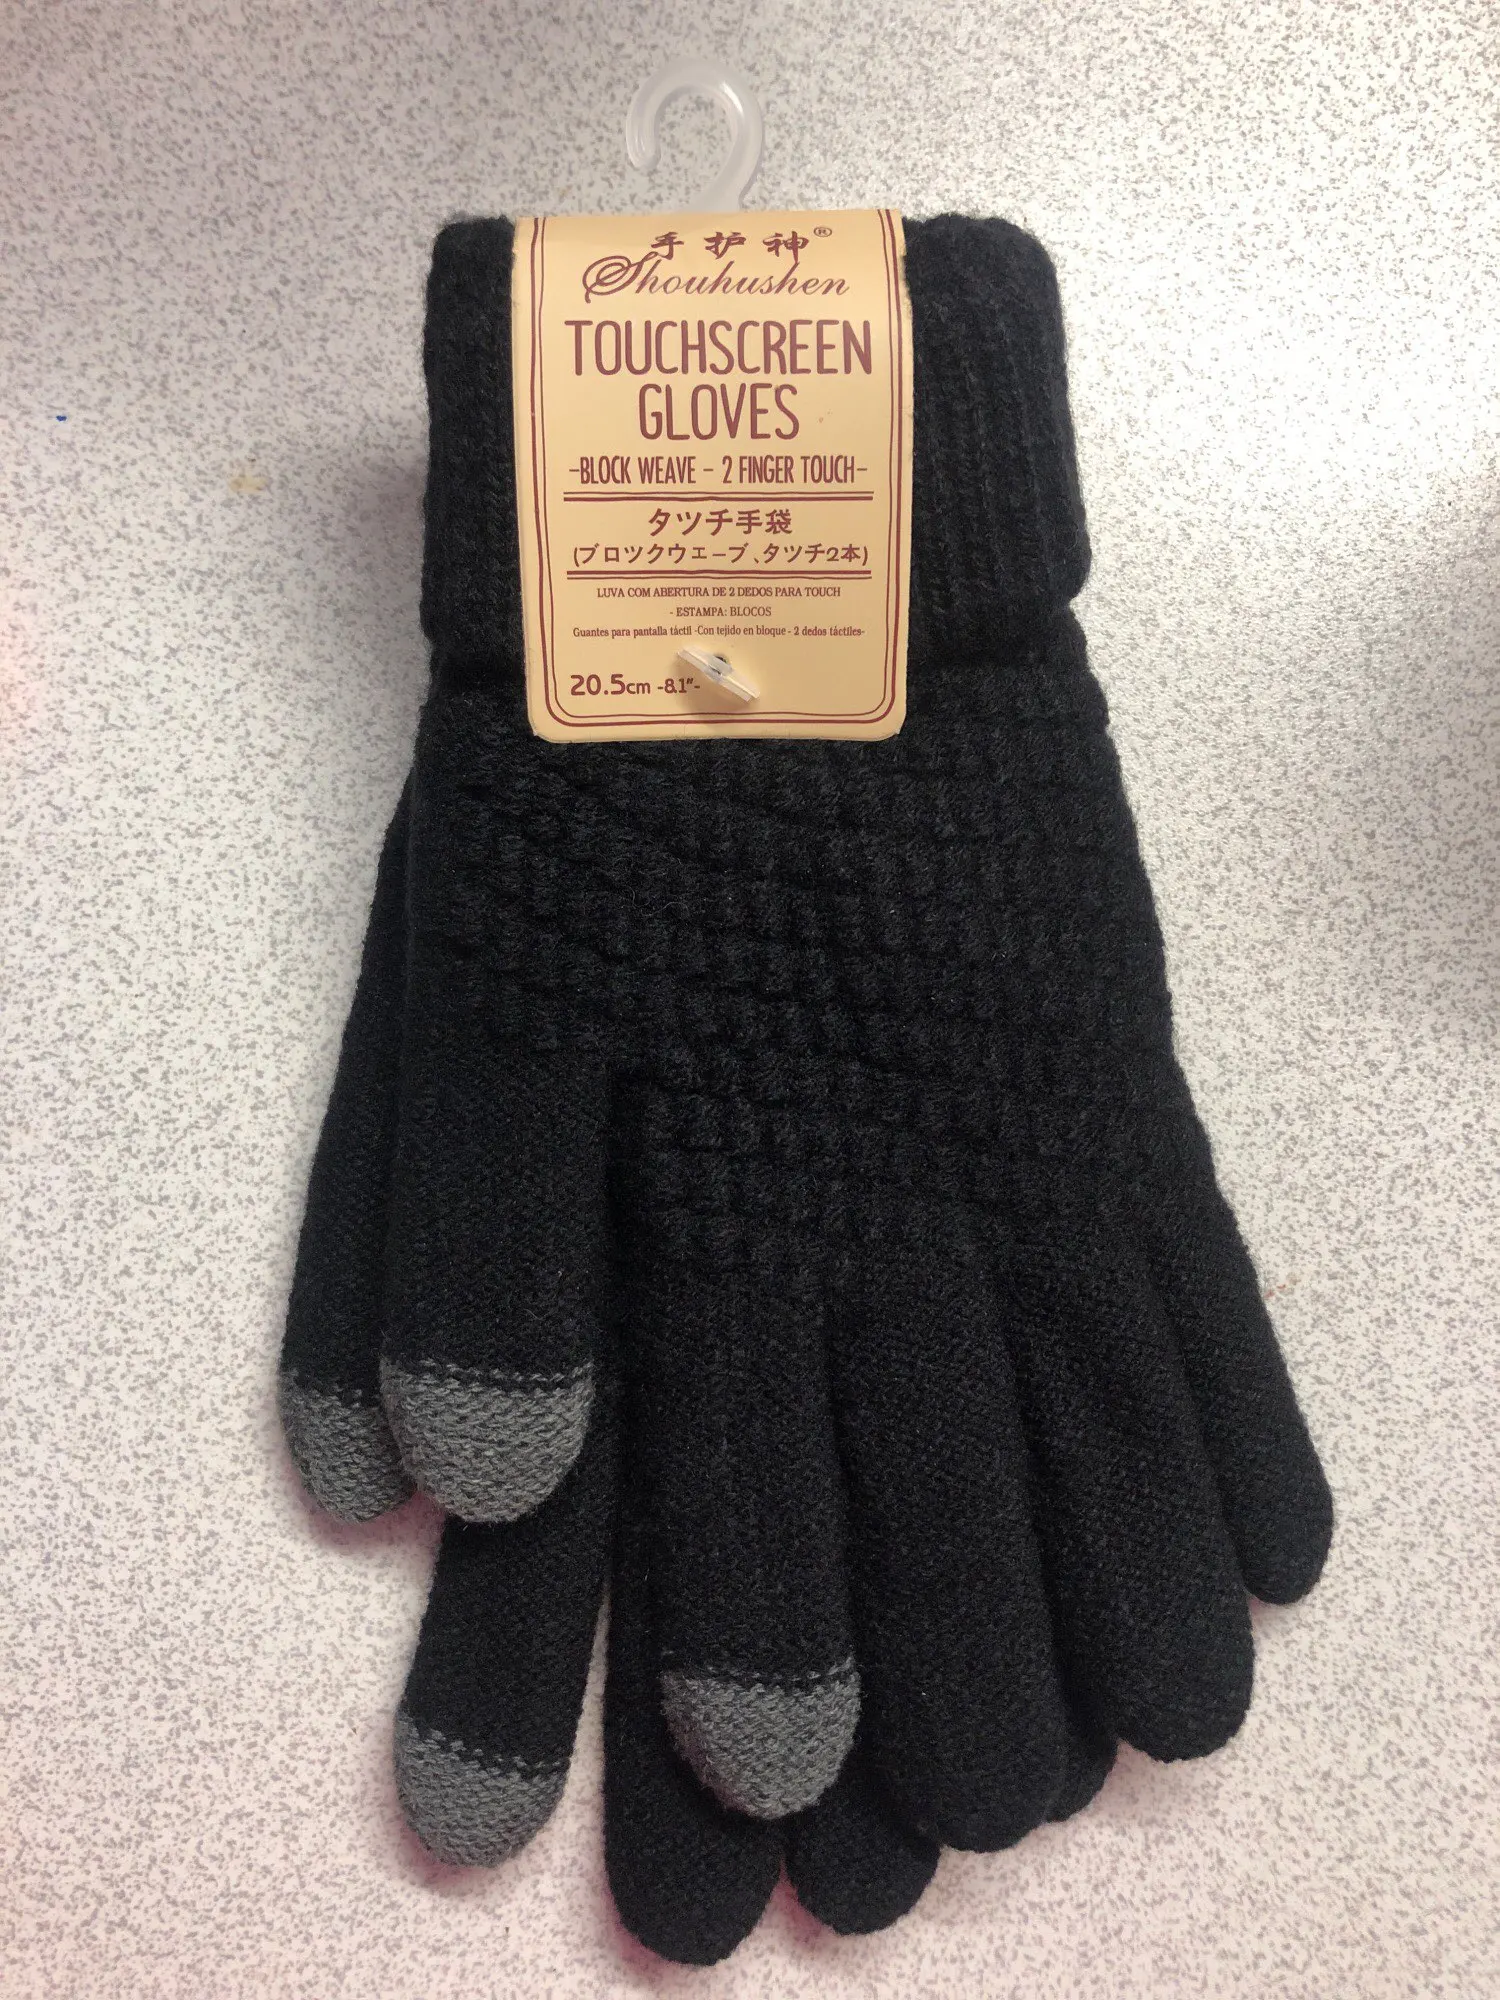 手护神®
Shouhushen
TOUCHSCREEN
GLOVES
-BLOCK WEAVE - 2 FINGER TOUCH-
タツチ手袋
(ブロツクウエーブ、タツチ2本)
LUVA COM ABERTURA DE 2 DEDOS PARA TOUCH
- ESTAMPA: BLOCOS
Guantes para pantalla táctil -Con tejido en bloque - 2 dedos táctiles-
20.5cm -8.1"-